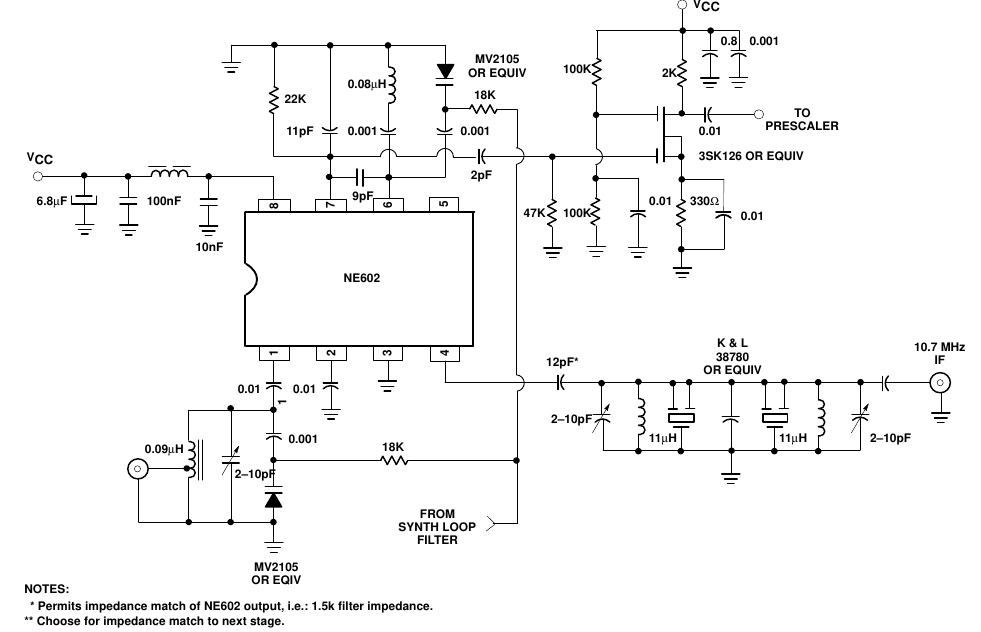 VCC
0.8
0.001
MV2105
OR EQUIV
100K
2K
0.08μH
22K
18K
TO
PRESCALER
11pF
0.001
0.001
0.01
VCC
3SK126 OR EQUIV
2pF
6.8μF
100nF
9pF
47K
100K
0.01
330Ω
0.01
10nF
8
7
6
5
NE602
1
2
3
4
K & L
38780
OR EQUIV
10.7 MHz
IF
12pF*
0.01
0.01
1
2–10pF
11μH
11μH
2–10pF
0.001
0.09μH
18K
2–10pF
FROM
SYNTH LOOP
FILTER
MV2105
OR EQIV
NOTES:
* Permits impedance match of NE602 output, i.e.: 1.5k filter impedance.
** Choose for impedance match to next stage.